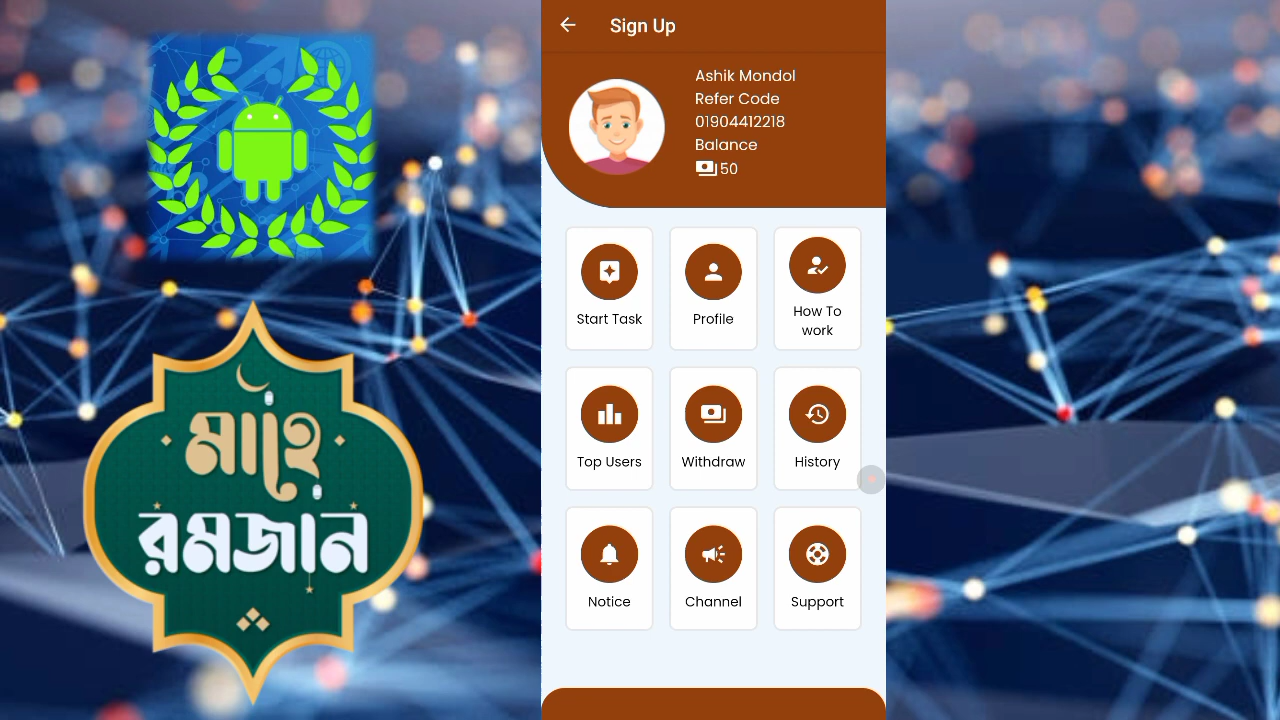 Sign Up
Ashik Mondol
Refer Code
01904412218
Balance
50
Start Task
Profile
How To
work
Top Users
Withdraw
History
Notice
Channel
Support
মাহে
রমজান